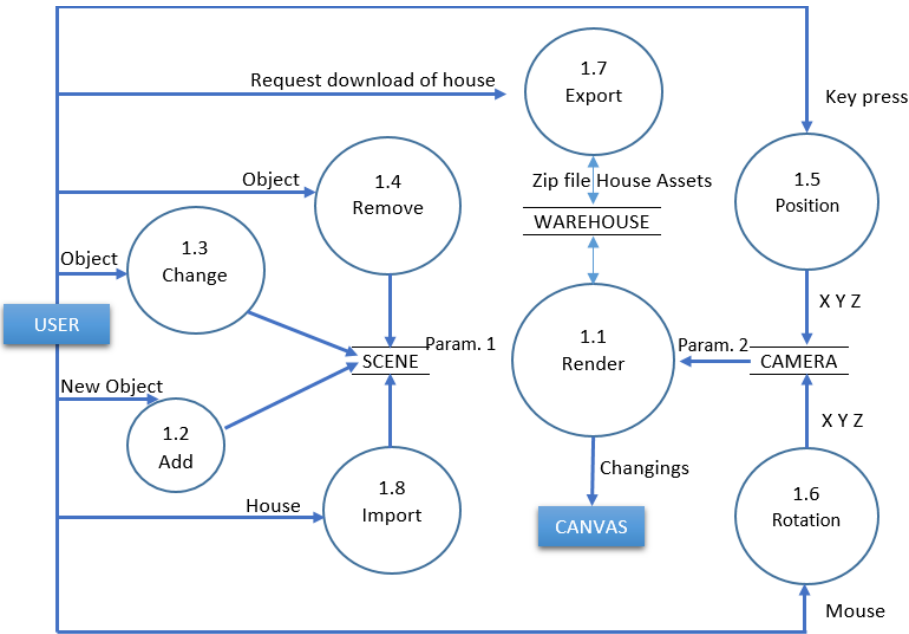 1.7
Export
Request download of house
Key press
Zip file House Assets
1.4
Remove
Object
1.5
Position
WAREHOUSE
1.3
Change
Object
X Y Z
USER
1.1
Render
Param. 1
SCENE
Param. 2
CAMERA
New Object
1.2
Add
X Y Z
Changings
1.8
Import
House
1.6
Rotation
CANVAS
Mouse